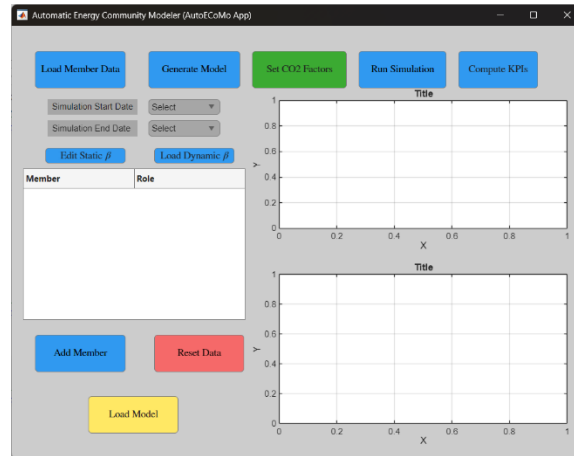 Automatic Energy Community Modeler (AutoECoMo App)
Load Member Data Generate Model Set CO2 Factors Run Simulation Compute KPIs
Simulation Start Date Select
Simulation End Date Select
Edit Static β Load Dynamic β
Member Role
Add Member Reset Data
Load Model
Title
1
0.8
0.6
Y
0.4
0.2
0
0 0.2 0.4 0.6 0.8 1
X
Title
1
0.8
0.6
Y
0.4
0.2
0
0 0.2 0.4 0.6 0.8 1
X